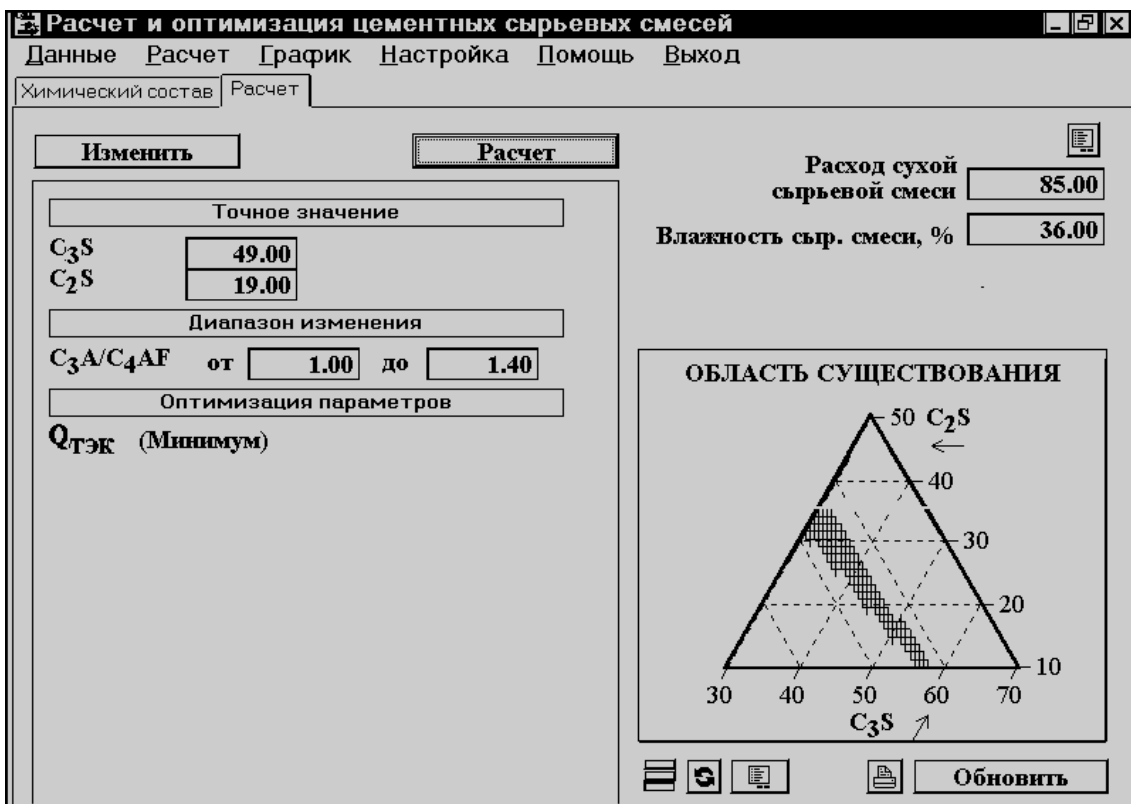 Расчет и оптимизация цементных сырьевых смесей
Данные Расчет График Настройка Помощь Выход
Химический состав Расчет
Изменить Расчет
Точное значение
C3S 49.00
C2S 19.00
Диапазон изменения
C3A/C4AF от 1.00 до 1.40
Оптимизация параметров
QТЭК (Минимум)
Расход сухой
сырьевой смеси 85.00
Влажность сыр. смеси, % 36.00
ОБЛАСТЬ СУЩЕСТВОВАНИЯ
50 C2S
40
30
20
10
30 40 50 60 70
C3S
Обновить